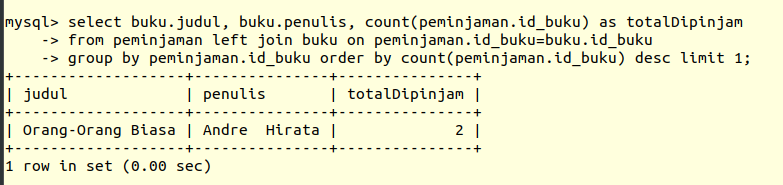 mysql> select buku.judul, buku.penulis, count(peminjaman.id_buku) as totalDipinjam
    -> from peminjaman left join buku on peminjaman.id_buku=buku.id_buku
    -> group by peminjaman.id_buku order by count(peminjaman.id_buku) desc limit 1;
+-------------------+---------------+---------------+
| judul             | penulis       | totalDipinjam |
+-------------------+---------------+---------------+
| Orang-Orang Biasa | Andre  Hirata |             2 |
+-------------------+---------------+---------------+
1 row in set (0.00 sec)